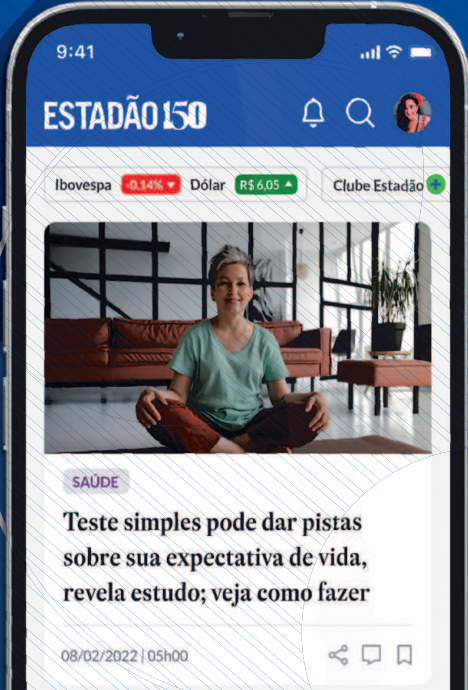 9:41
ESTADÃO 150
Ibovespa -0.14% Dólar R$ 6,05 Clube Estadão
SAÚDE
Teste simples pode dar pistas
sobre sua expectativa de vida,
revela estudo; veja como fazer
08/02/2022 | 05h00